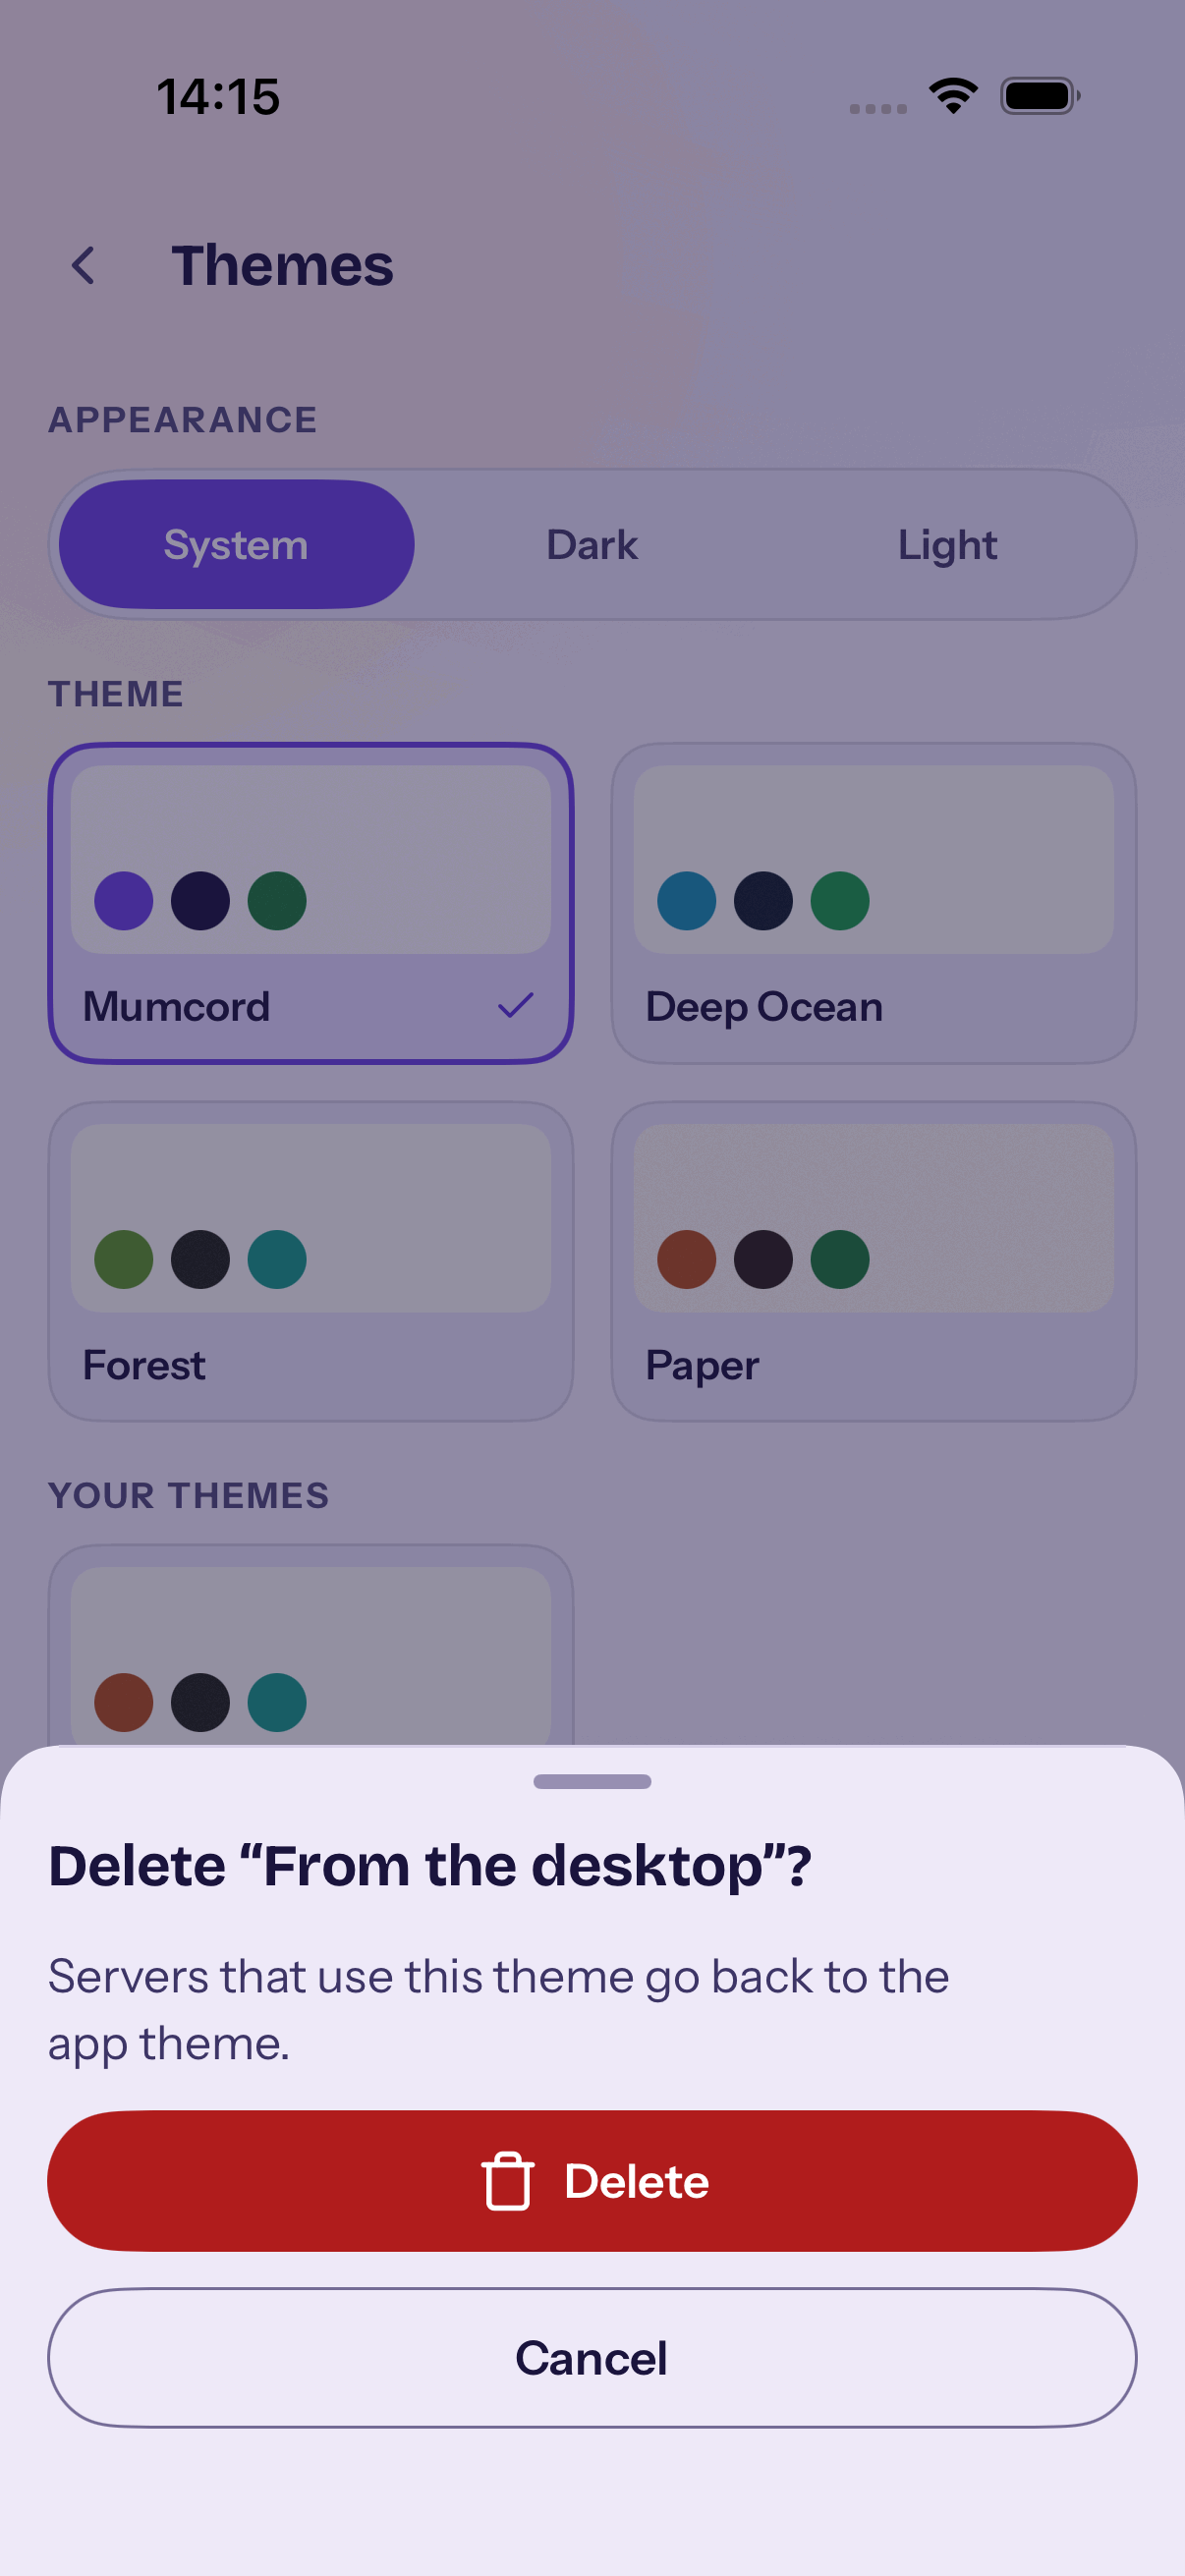 14:15
Themes
APPEARANCE
System
Dark
Light
THEME
Mumcord
Deep Ocean
Forest
Paper
YOUR THEMES
Delete “From the desktop”?
Servers that use this theme go back to the
app theme.
Delete
Cancel